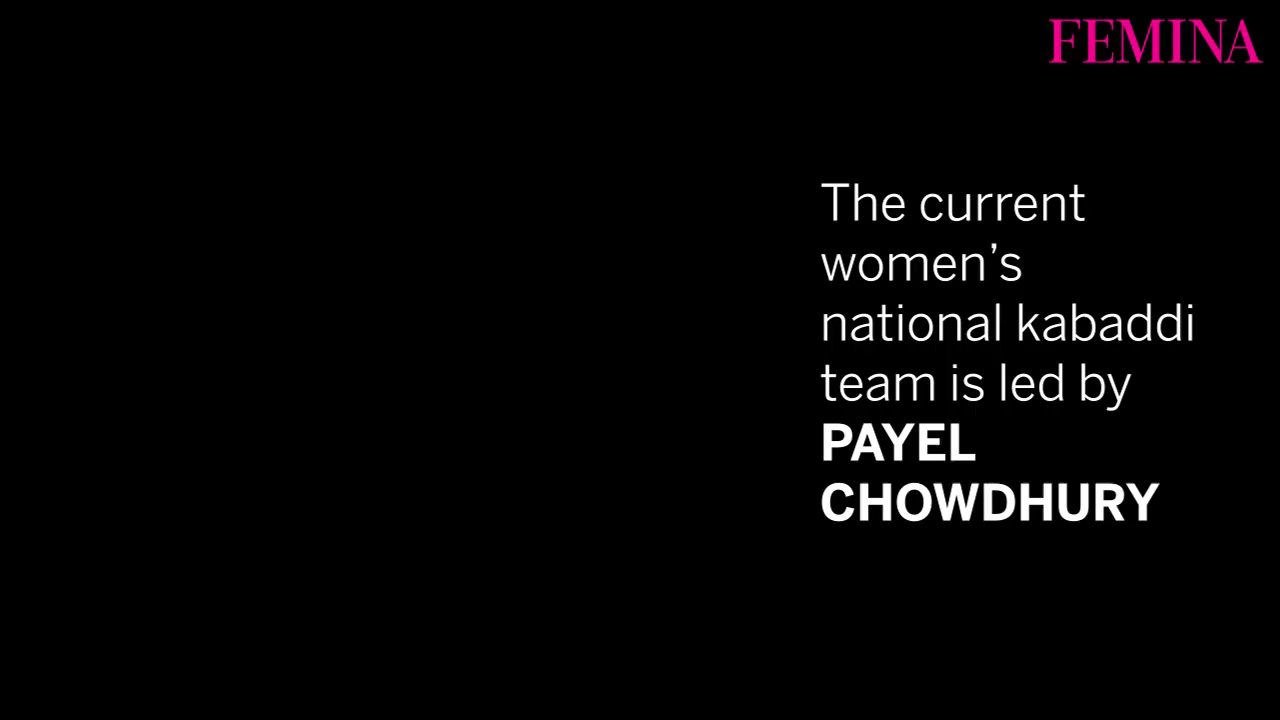 FEMINA
The current
women’s
national kabaddi
team is led by
PAYEL
CHOWDHURY